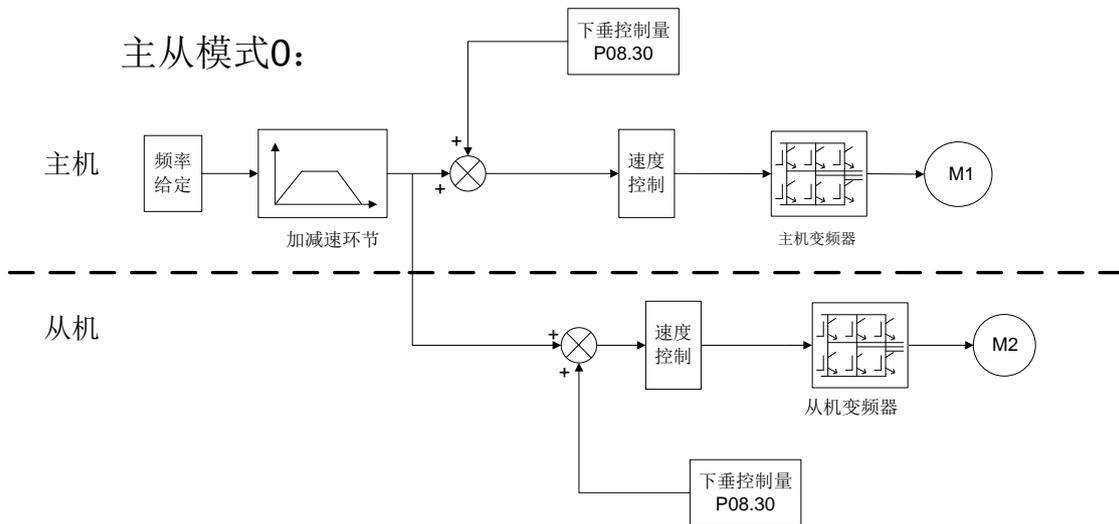 主从模式0：
下垂控制量
P08.30
主机
频率
给定
加减速环节
+
+
速度
控制
主机变频器
M1
从机
+
+
速度
控制
从机变频器
M2
下垂控制量
P08.30